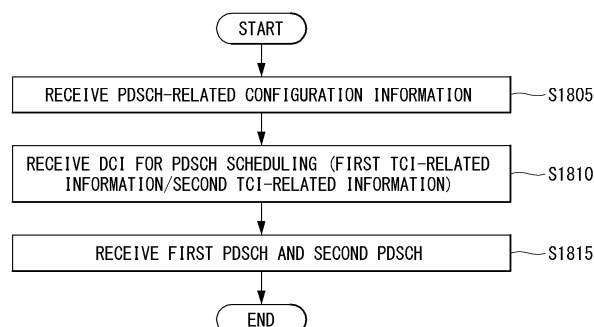 START
RECEIVE PDSCH-RELATED CONFIGURATION INFORMATION
S1805
RECEIVE DCI FOR PDSCH SCHEDULING (FIRST TCI-RELATED
INFORMATION/SECOND TCI-RELATED INFORMATION)
S1810
RECEIVE FIRST PDSCH AND SECOND PDSCH
S1815
END